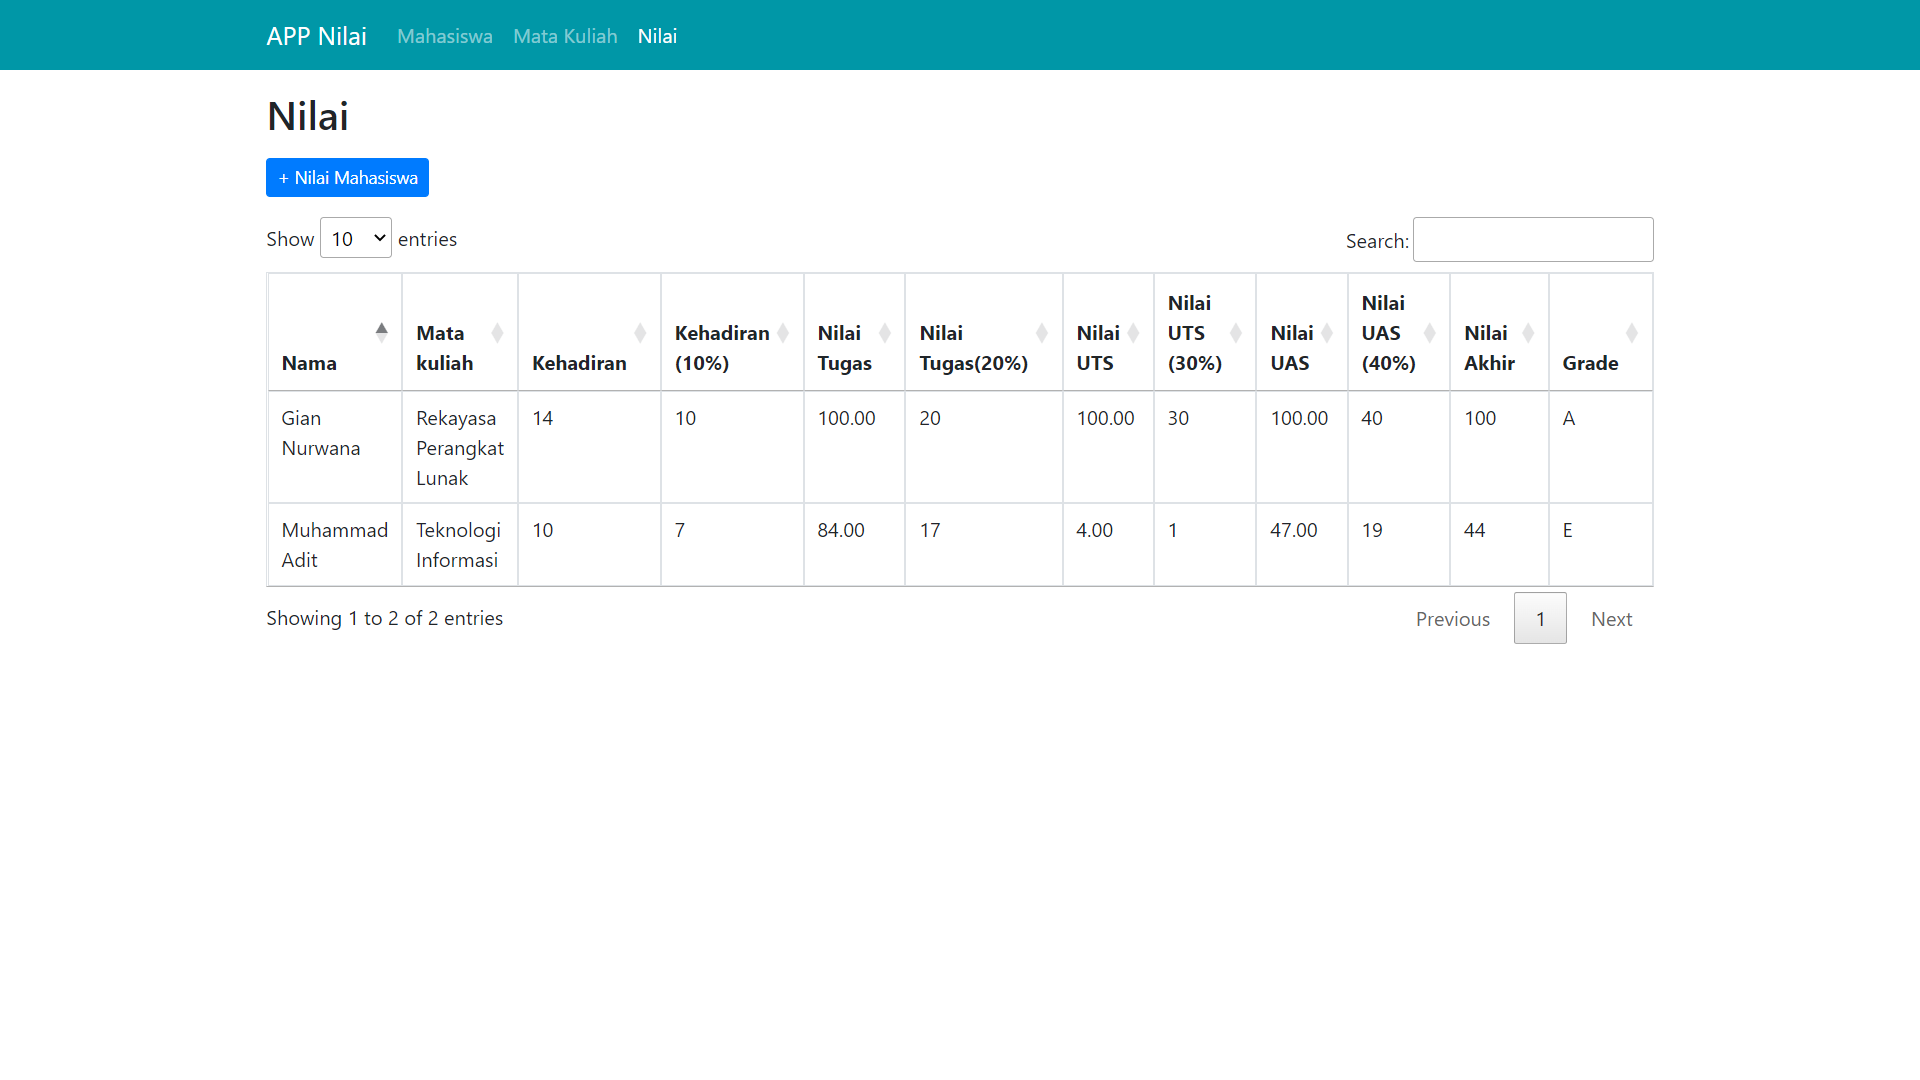 APP Nilai Mahasiswa Mata Kuliah Nilai
Nilai
+ Nilai Mahasiswa
Show 10 entries Search:
Nama Mata kuliah Kehadiran Kehadiran (10%) Nilai Tugas Nilai Tugas(20%) Nilai UTS Nilai UTS (30%) Nilai UAS Nilai UAS (40%) Nilai Akhir Grade
Gian Nurwana Rekayasa Perangkat Lunak 14 10 100.00 20 100.00 30 100.00 40 100 A
Muhammad Adit Teknologi Informasi 10 7 84.00 17 4.00 1 47.00 19 44 E
Showing 1 to 2 of 2 entries Previous 1 Next